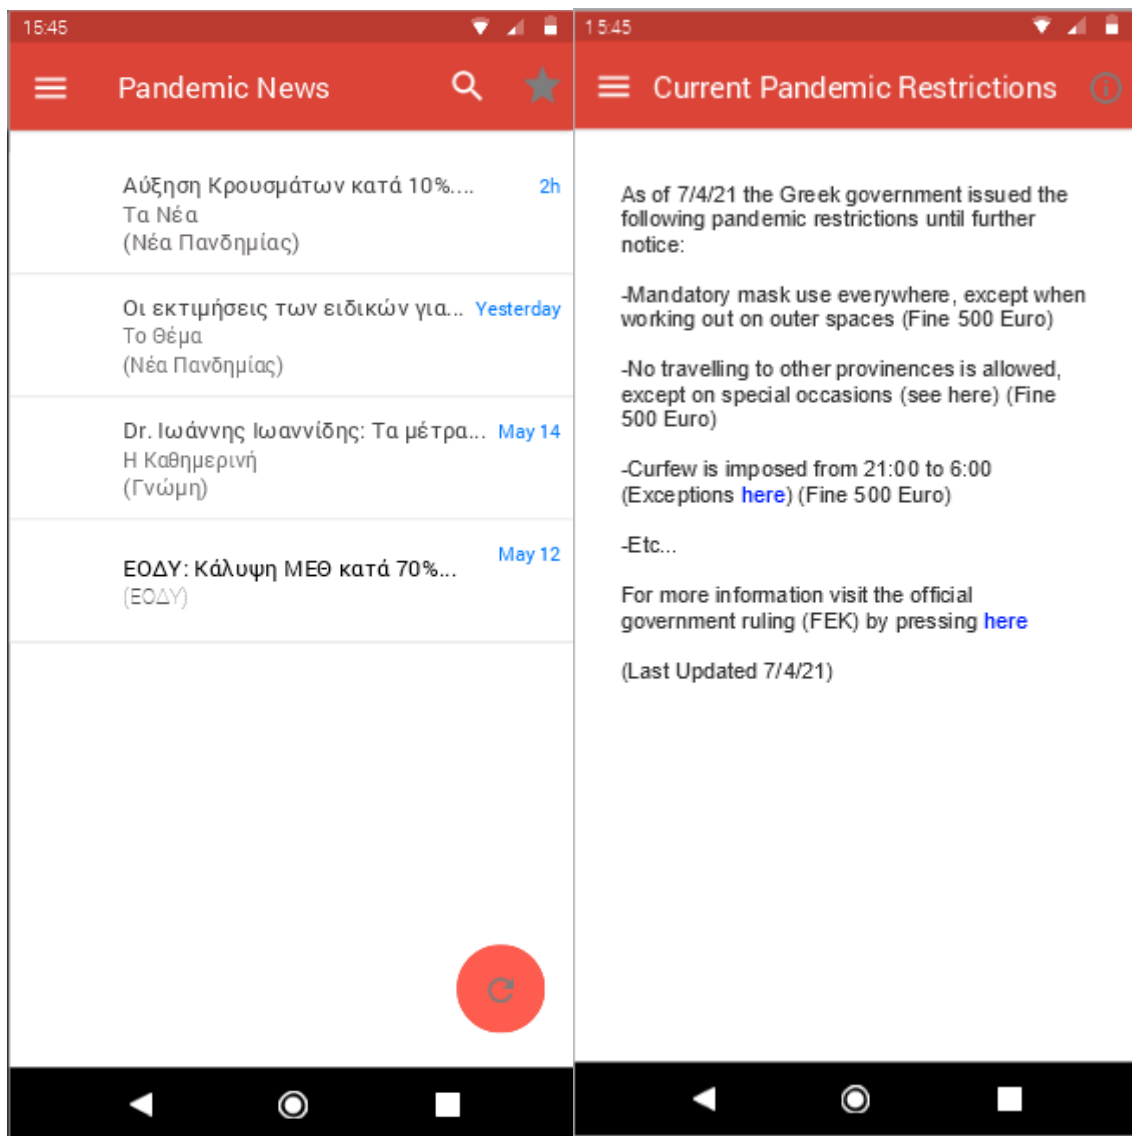 15:45
Pandemic News
Αύξηση Κρουσμάτων κατά 10%.... 2h
Τα Νέα
(Νέα Πανδημίας)
Οι εκτιμήσεις των ειδικών για... Yesterday
Το Θέμα
(Νέα Πανδημίας)
Dr. Ιωάννης Ιωαννίδης: Τα μέτρα... May 14
Η Καθημερινή
(Γνώμη)
May 12
ΕΟΔΥ: Κάλυψη ΜΕΘ κατά 70%...
(ΕΟΔΥ)
15:45
Current Pandemic Restrictions
As of 7/4/21 the Greek government issued the
following pandemic restrictions until further
notice:
-Mandatory mask use everywhere, except when
working out on outer spaces (Fine 500 Euro)
-No travelling to other provinences is allowed,
except on special occasions (see here) (Fine
500 Euro)
-Curfew is imposed from 21:00 to 6:00
(Exceptions here) (Fine 500 Euro)
-Etc...
For more information visit the official
government ruling (FEK) by pressing here
(Last Updated 7/4/21)